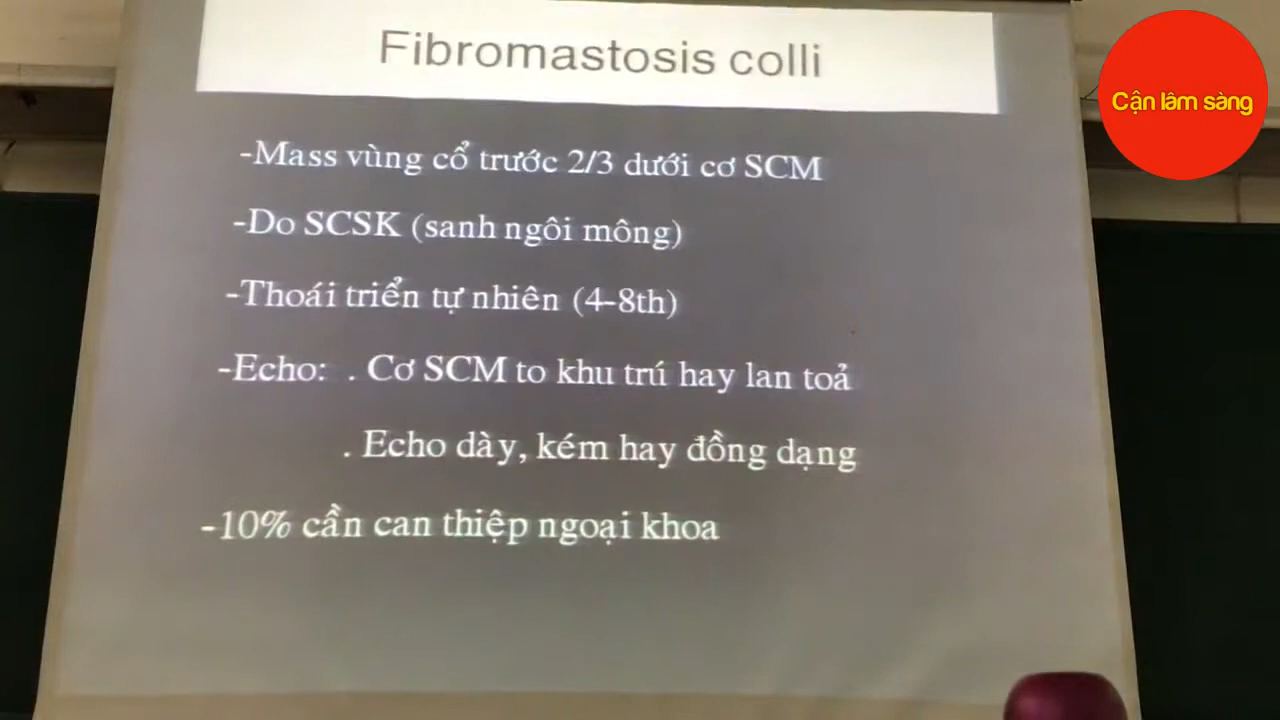 Fibromastosis colli
Cận lâm sàng
-Mass vùng cổ trước 2/3 dưới cơ SCM
-Do SCSK (sanh ngôi mông)
-Thoái triển tự nhiên (4-8th)
-Echo: . Cơ SCM to khu trú hay lan toả
. Echo dày, kém hay đồng dạng
-10% cần can thiệp ngoại khoa